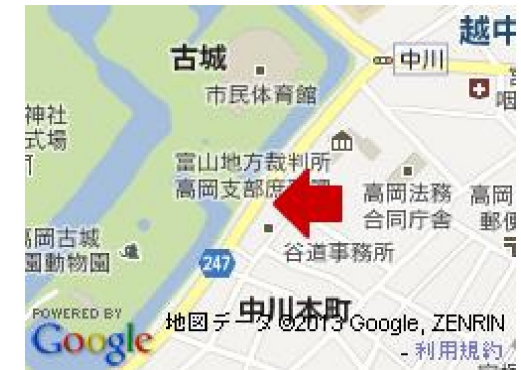 越中
古城
中川
市民体育館
神社
式場
富山地方裁判所
高岡支部庶
高岡法務
合同庁舎
高岡
郵便
岡古城
園動物園
谷道事務所
247
中川本町
POWERED BY
Google
地図データ ©2013 Google, ZENRIN
- 利用規約